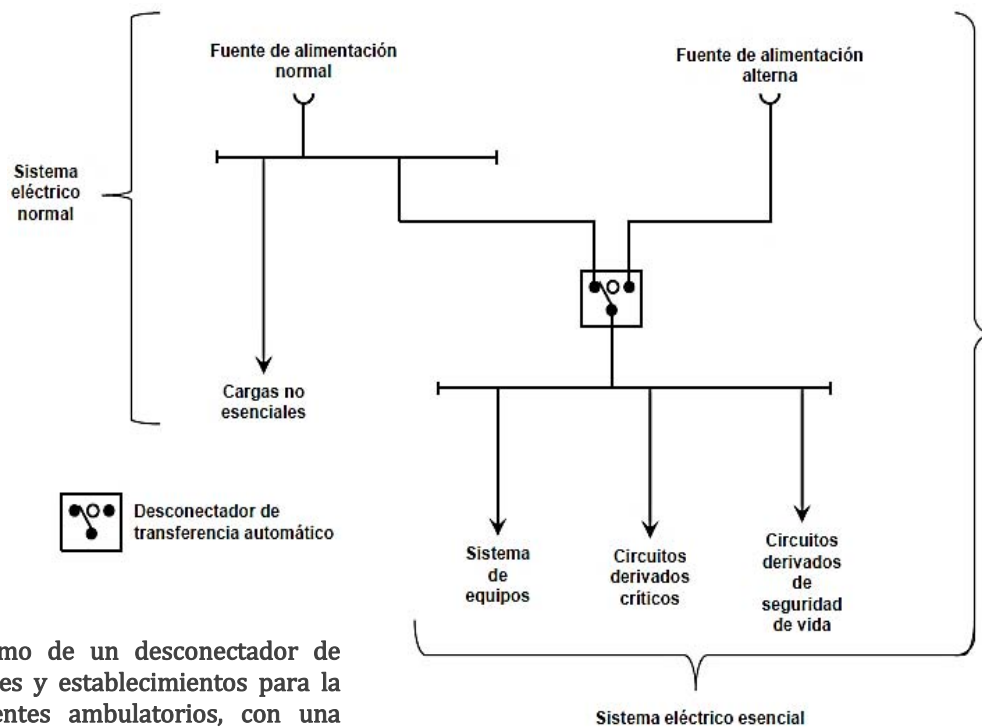 Fuente de alimentación
normal
Fuente de alimentación
alterna
Sistema
eléctrico
normal
Cargas no
esenciales
Desconectador de
transferencia automático
Sistema
de
equipos
Circuitos
derivados
críticos
Circuitos
derivados
de
seguridad
de vida
Sistema eléctrico esencial
mo de un desconectador de
es y establecimientos para la
entes ambulatorios, con una